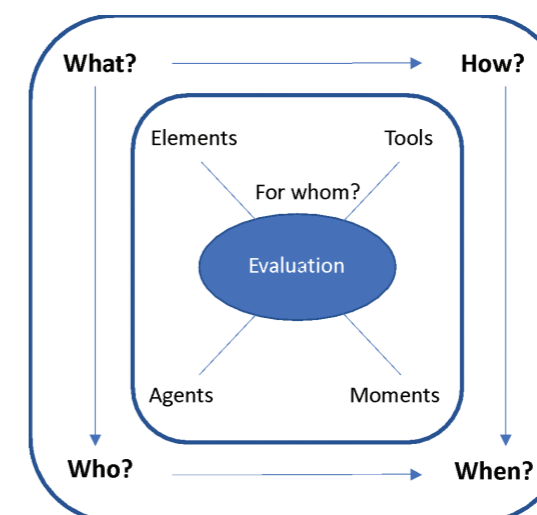 What?
How?
Elements
Tools
For whom?
Evaluation
Agents
Moments
Who?
When?